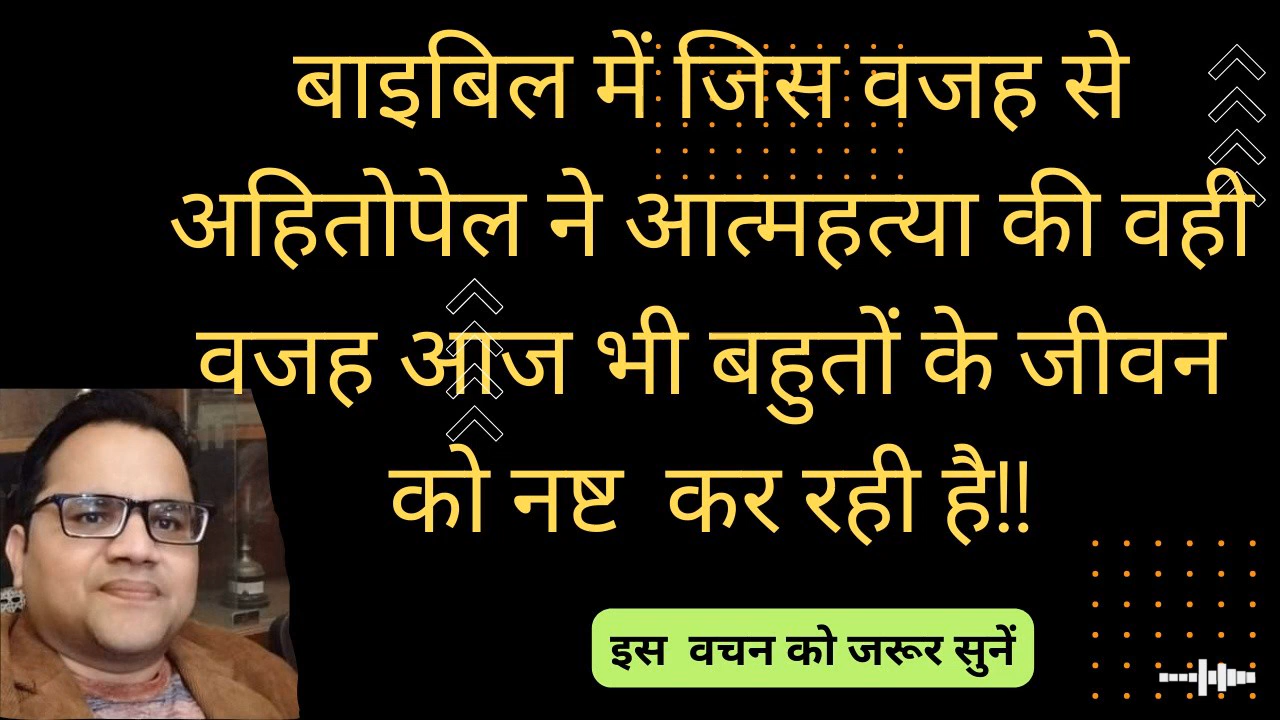 बाइबिल में जिस वजह से
अहितोपेल ने आत्महत्या की वही
वजह आज भी बहुतों के जीवन
को नष्ट कर रही है!!
इस वचन को जरूर सुनें